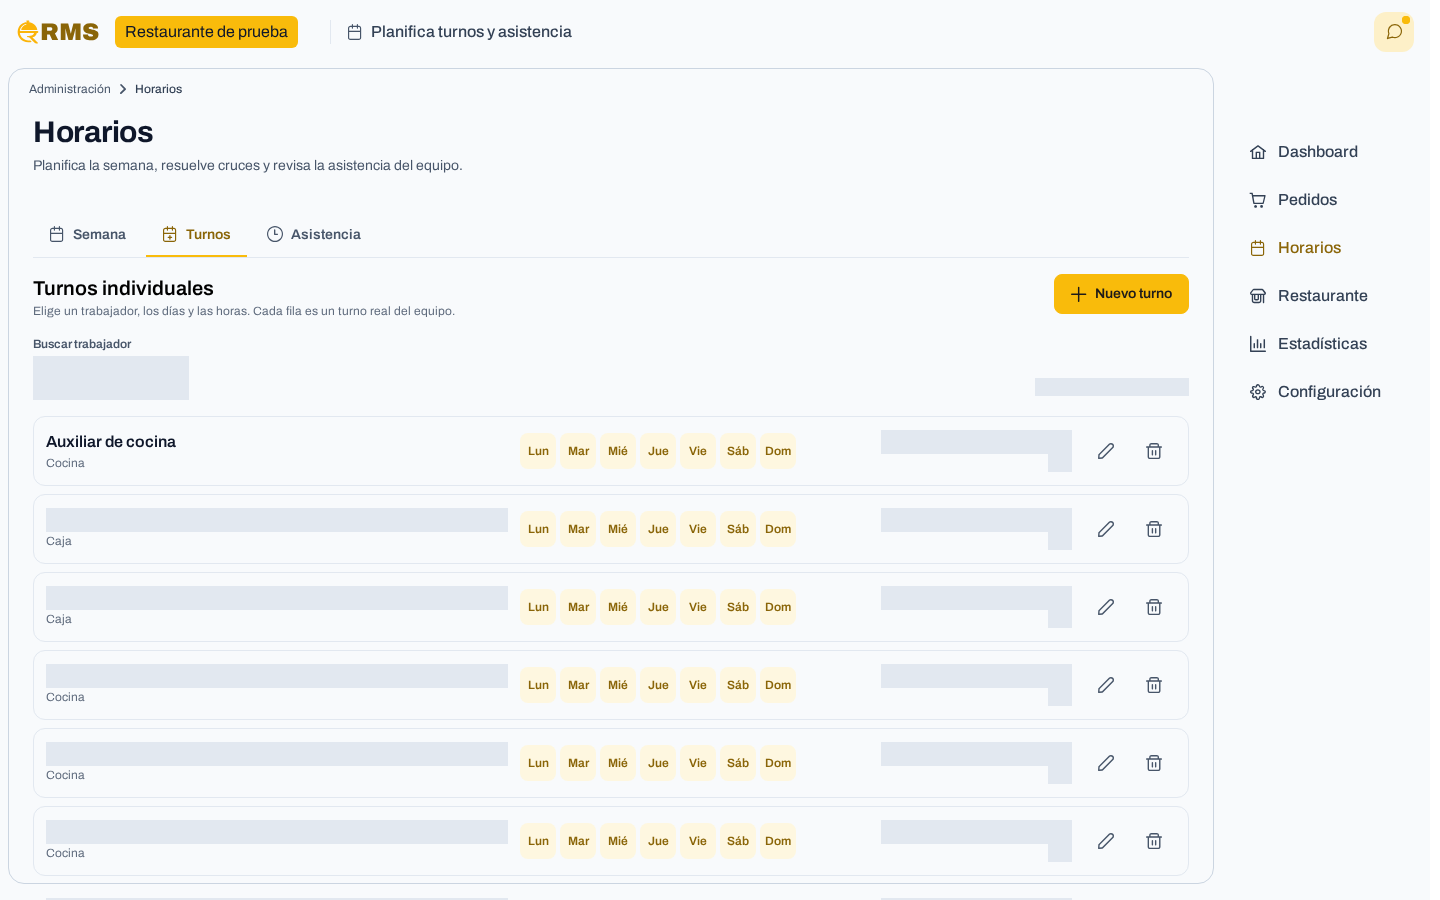 RMS
Restaurante de prueba
Planifica turnos y asistencia
Administración
Horarios
Horarios
Planifica la semana, resuelve cruces y revisa la asistencia del equipo.
Semana
Turnos
Asistencia
Turnos individuales
Elige un trabajador, los días y las horas. Cada fila es un turno real del equipo.
Nuevo turno
Buscar trabajador
Auxiliar de cocina
Cocina
Lun Mar Mié Jue Vie Sáb Dom
Caja
Lun Mar Mié Jue Vie Sáb Dom
Caja
Lun Mar Mié Jue Vie Sáb Dom
Cocina
Lun Mar Mié Jue Vie Sáb Dom
Cocina
Lun Mar Mié Jue Vie Sáb Dom
Cocina
Lun Mar Mié Jue Vie Sáb Dom
Dashboard
Pedidos
Horarios
Restaurante
Estadísticas
Configuración